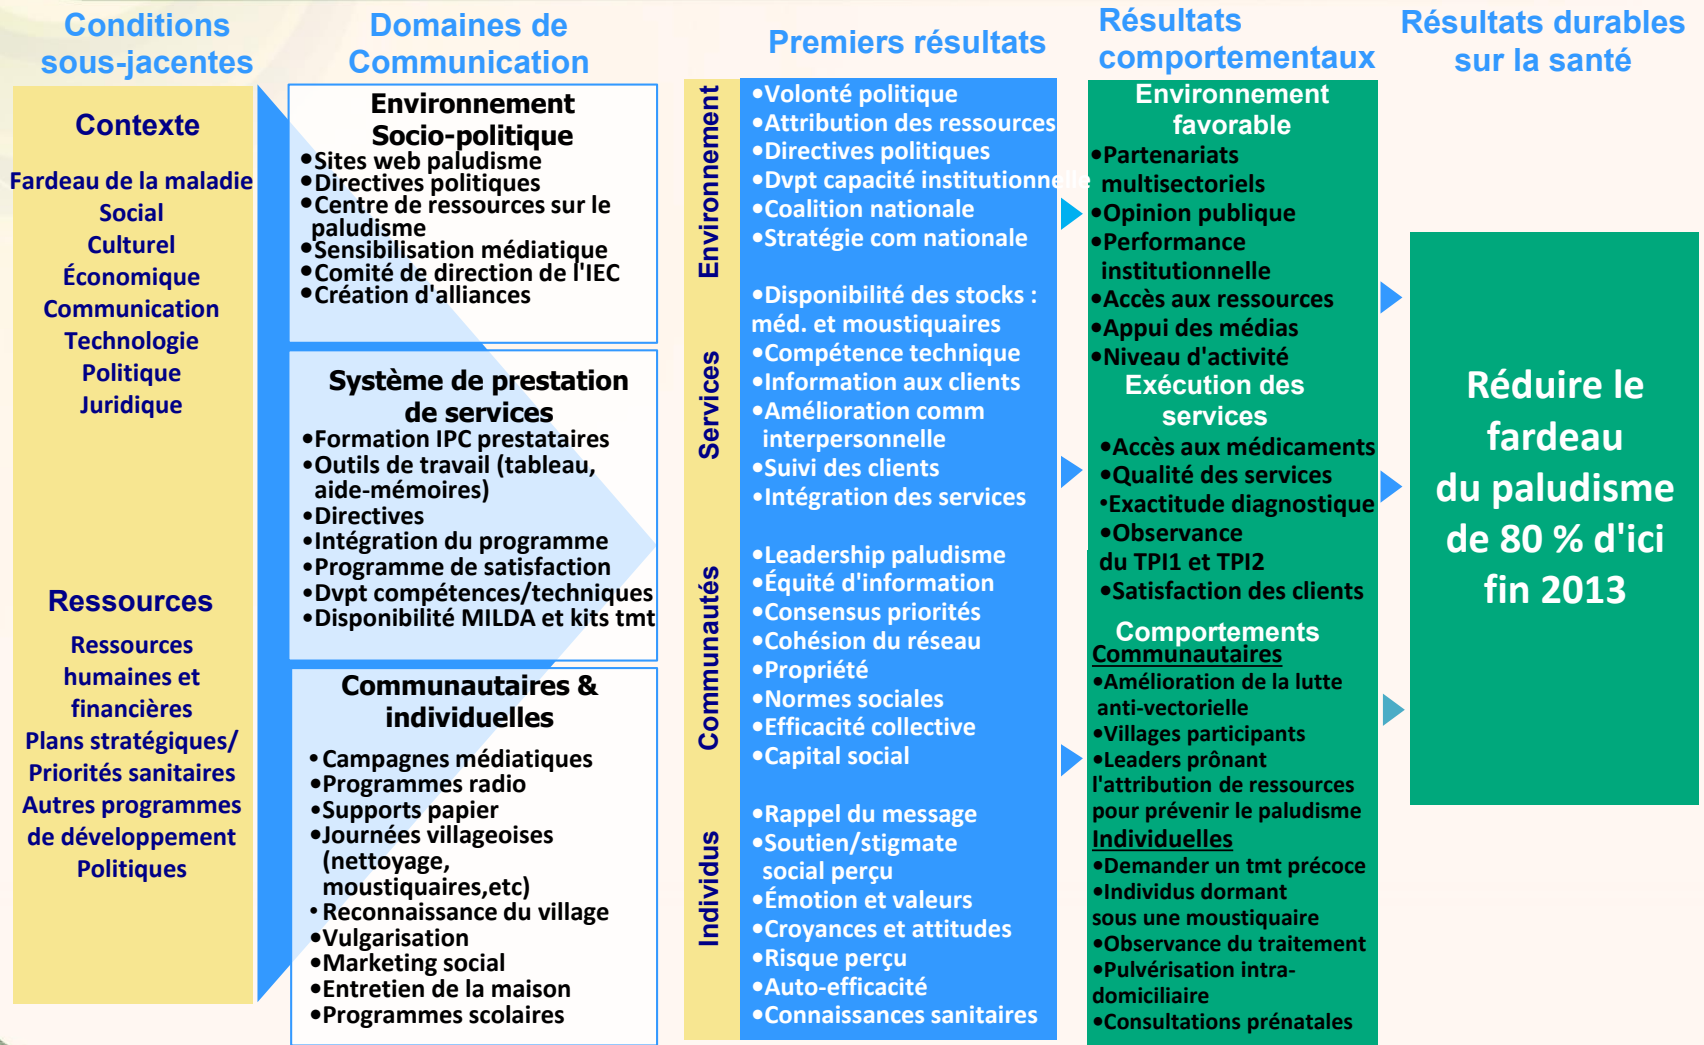 Conditions
sous-jacentes
Contexte
Fardeau de la maladie
Social
Culturel
Économique
Communication
Technologie
Politique
Juridique
Ressources
Ressources
humaines et
financières
Plans stratégiques/
Priorités sanitaires
Autres programmes
de développement
Politiques
Domaines de
Communication
Environnement
Socio-politique
•Sites web paludisme
•Directives politiques
•Centre de ressources sur le
paludisme
•Sensibilisation médiatique
•Comité de direction de l'IEC
•Création d'alliances
Système de prestation
de services
•Formation IPC prestataires
•Outils de travail (tableau,
aide-mémoires)
•Directives
•Intégration du programme
•Programme de satisfaction
•Dvpt compétences/techniques
•Disponibilité MILDA et kits tmt
Communautaires &
individuelles
• Campagnes médiatiques
•Programmes radio
•Supports papier
•Journées villageoises
(nettoyage,
moustiquaires,etc)
• Reconnaissance du village
•Vulgarisation
•Marketing social
•Entretien de la maison
•Programmes scolaires
Premiers résultats
Environnement
•Volonté politique
•Attribution des ressources
•Directives politiques
•Dvpt capacité institutionnelle
•Coalition nationale
•Stratégie com nationale
Services
•Disponibilité des stocks :
méd. et moustiquaires
•Compétence technique
•Information aux clients
•Amélioration comm
interpersonnelle
•Suivi des clients
•Intégration des services
Communautés
•Leadership paludisme
•Équité d'information
•Consensus priorités
•Cohésion du réseau
•Propriété
•Normes sociales
•Efficacité collective
•Capital social
Individus
•Rappel du message
•Soutien/stigmate
social perçu
•Émotion et valeurs
•Croyances et attitudes
•Risque perçu
•Auto-efficacité
•Connaissances sanitaires
Résultats
comportementaux
Environnement
favorable
•Partenariats
multisectoriels
•Opinion publique
•Performance
institutionnelle
•Accès aux ressources
•Appui des médias
•Niveau d'activité
Exécution des
services
•Accès aux médicaments
•Qualité des services
•Exactitude diagnostique
•Observance
du TPI1 et TPI2
•Satisfaction des clients
Comportements
Communautaires
•Amélioration de la lutte
anti-vectorielle
•Villages participants
•Leaders prônant
l'attribution de ressources
pour prévenir le paludisme
Individuelles
•Demander un tmt précoce
•Individus dormant
sous une moustiquaire
•Observance du traitement
•Pulvérisation intra-
domiciliaire
•Consultations prénatales
Résultats durables
sur la santé
Réduire le
fardeau
du paludisme
de 80 % d'ici
fin 2013